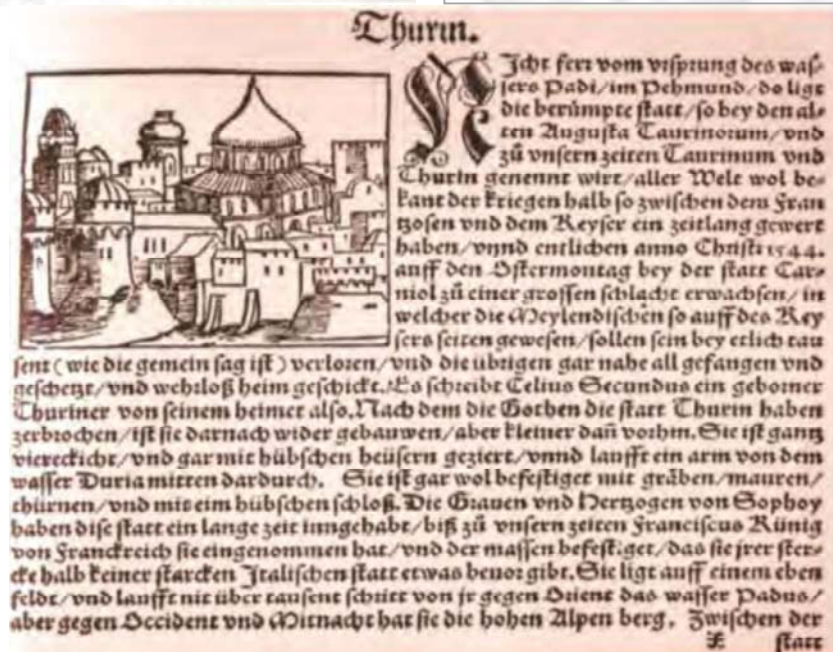 Thurin.
NIcht ferr vom vrsprung des was-
sers Padi/im Pehmund/do ligt
die berümpte statt/so bey den al-
ten Augusta Taurinorum/vnd
zů vnsern zeiten Taurinum vnd
Thurin genennt wirt/aller Welt wol be-
kant der kriegen halb so zwischen dem Fran
tzosen vnd dem Keyser ein zeitlang gewert
haben/vnnd entlichen anno Christi 1544.
auff den Ostermontag bey der statt Car-
niol zů einer grossen schlacht erwachsen/in
welcher die Meylendischen so auff des Key
sers seiten gewesen/sollen sein bey etlich tau
sent (wie die gemein sag ist) verloren/vnd die übrigen gar nahe all gefangen vnd
geschetzt/vnd wehrloß heim geschickt. Es schreibt Celius Secundus ein geborner
Thuriner von seinem heimet also. Nach dem die Gothen die statt Thurin haben
zerbrochen/ist sie darnach wider gebauwen/aber kleiner dañ vorhin. Sie ist gantz
viereckicht/vnd gar mit hübschen heüsern geziert/vnnd laufft ein arm von dem
wasser Duria mitten dardurch. Sie ist gar wol befestiget mit gräben/mauren/
thürnen/vnd mit eim hübschen schloß. Die Grauen vnd Hertzogen von Sophoy
haben dise statt ein lange zeit inngehabt/biß zů vnsern zeiten Franciscus Künig
von Franckreich sie eingenommen hat/vnd der massen befestiget/das sie jrer ster-
cke halb keiner starcken Italischen statt etwas beuor gibt. Sie ligt auff einem eben
feldt/vnd laufft nit über tausent schritt von jr gegen Orient das wasser Padus/
aber gegen Occident vnd Mitnacht hat sie die hohen Alpen berg. Zwischen der
statt